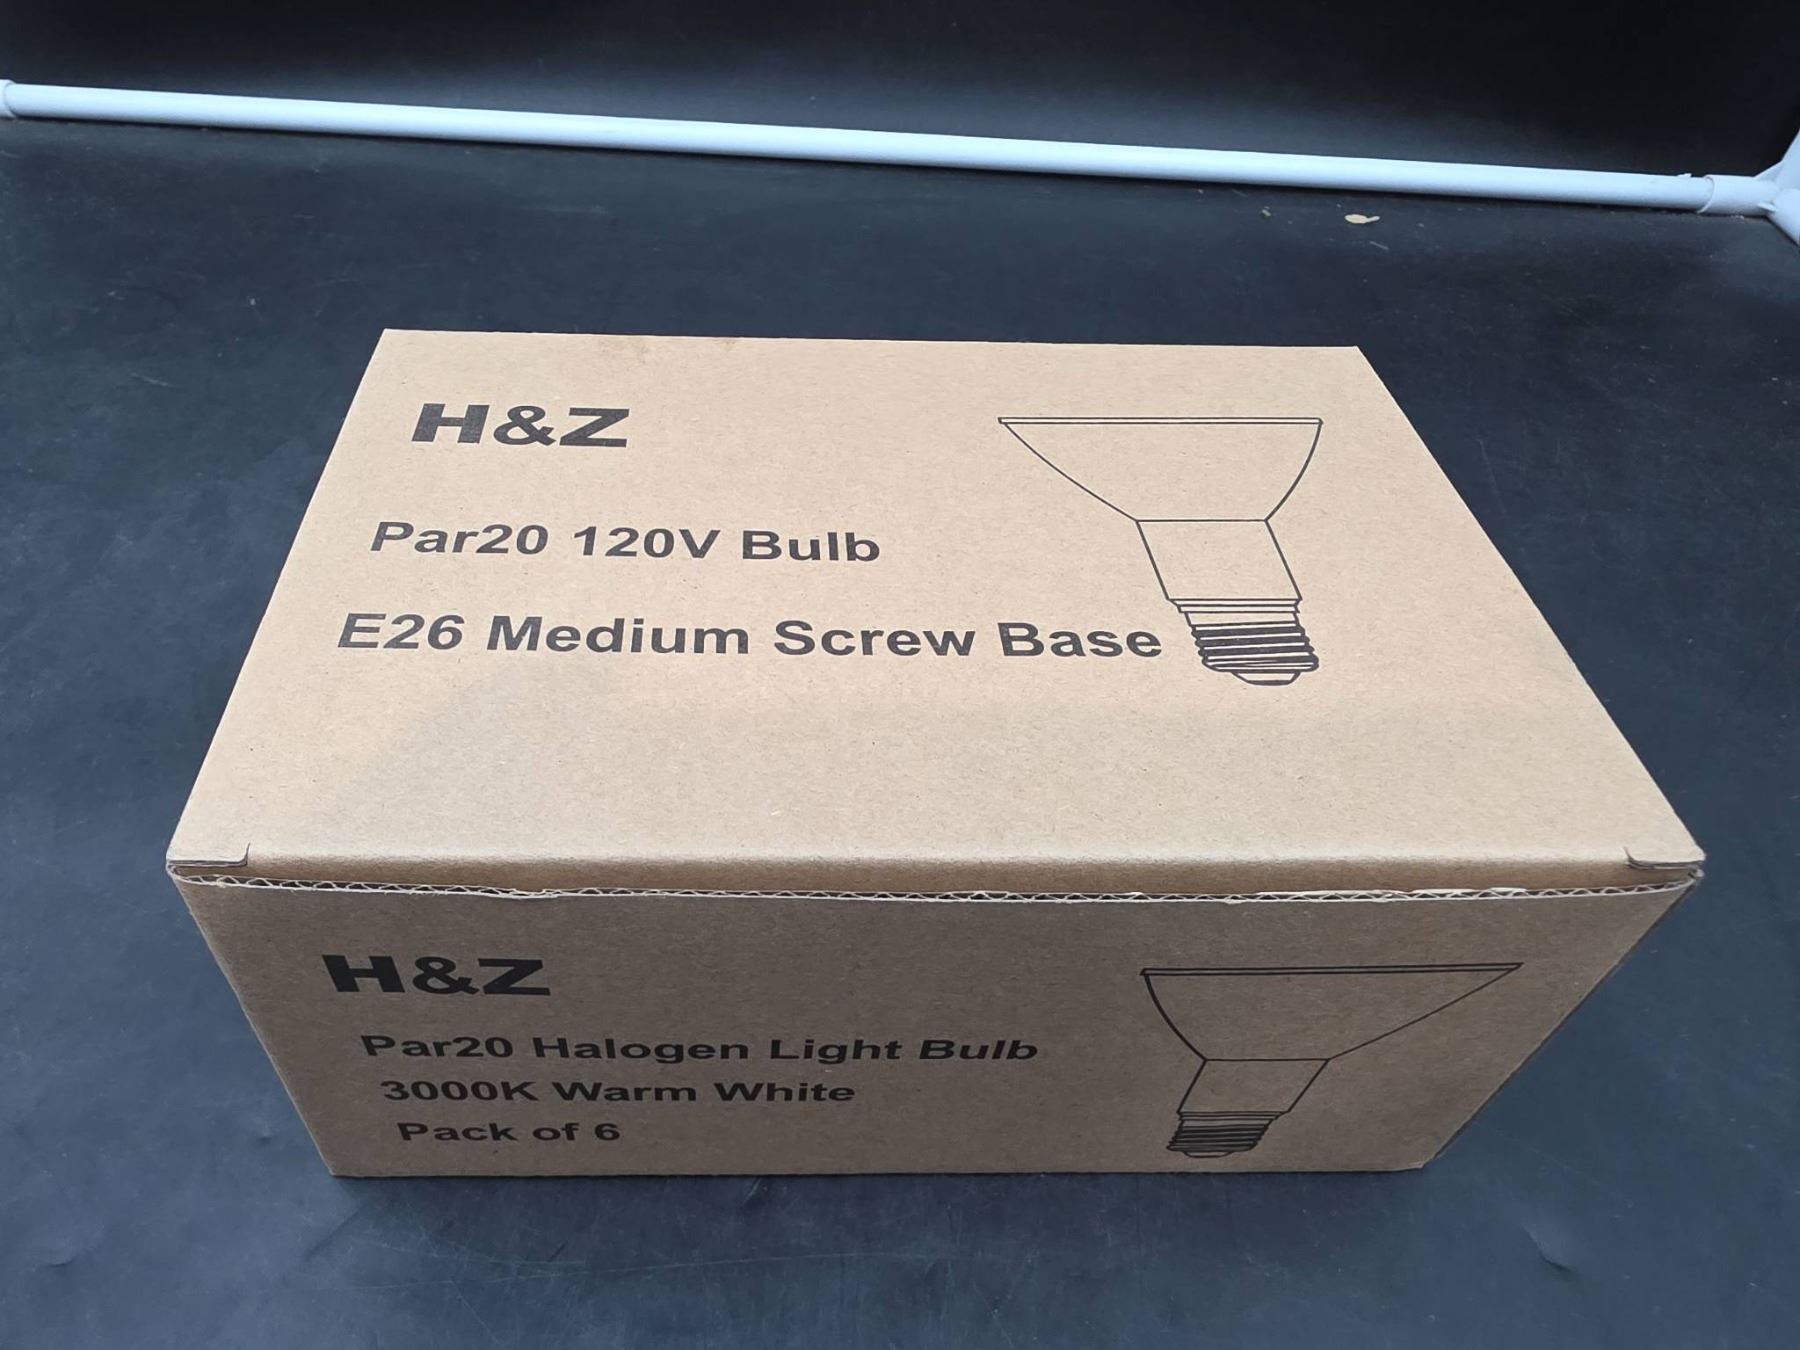 H&Z
Par20 120V Bulb
E26 Medium Screw Base
H&Z
Par20 Halogen Light Bulb
3000K Warm White
Pack of 6